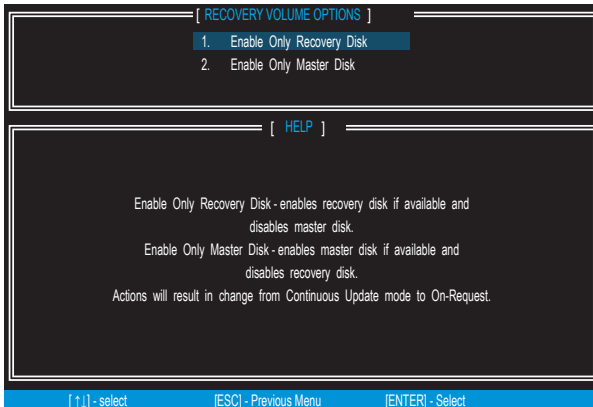 [ RECOVERY VOLUME OPTIONS ]
1. Enable Only Recovery Disk
2. Enable Only Master Disk
[ HELP ]
Enable Only Recovery Disk - enables recovery disk if available and
disables master disk.
Enable Only Master Disk - enables master disk if available and
disables recovery disk.
Actions will result in change from Continuous Update mode to On-Request.
[ ↑↓] - select [ESC] - Previous Menu [ENTER] - Select